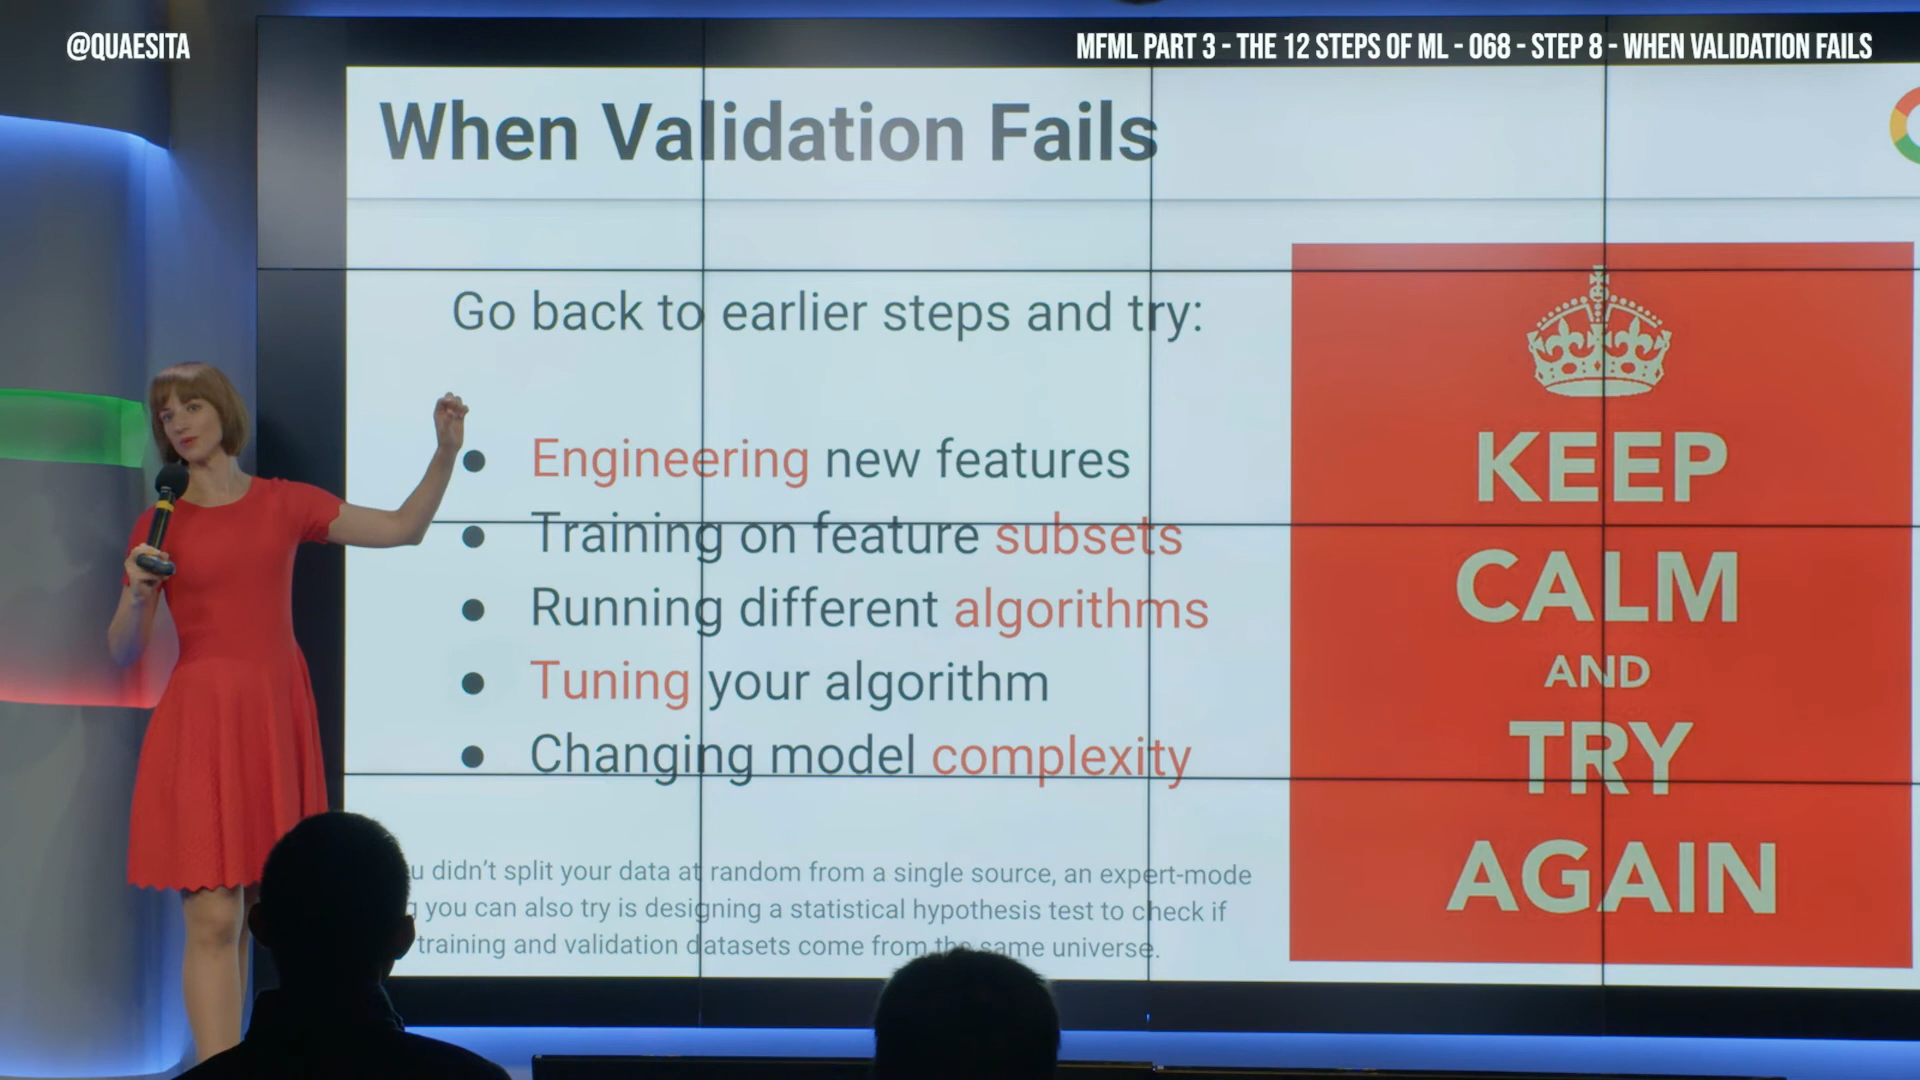 @QUAESITA
MFML PART 3 - THE 12 STEPS OF ML - 068 - STEP 8 - WHEN VALIDATION FAILS
When Validation Fails
Go back to earlier steps and try:
● Engineering new features
● Training on feature subsets
● Running different algorithms
● Tuning your algorithm
● Changing model complexity
didn't split your data at random from a single source, an expert-mode
you can also try is designing a statistical hypothesis test to check if
training and validation datasets come from the same universe.
KEEP
CALM
AND
TRY
AGAIN